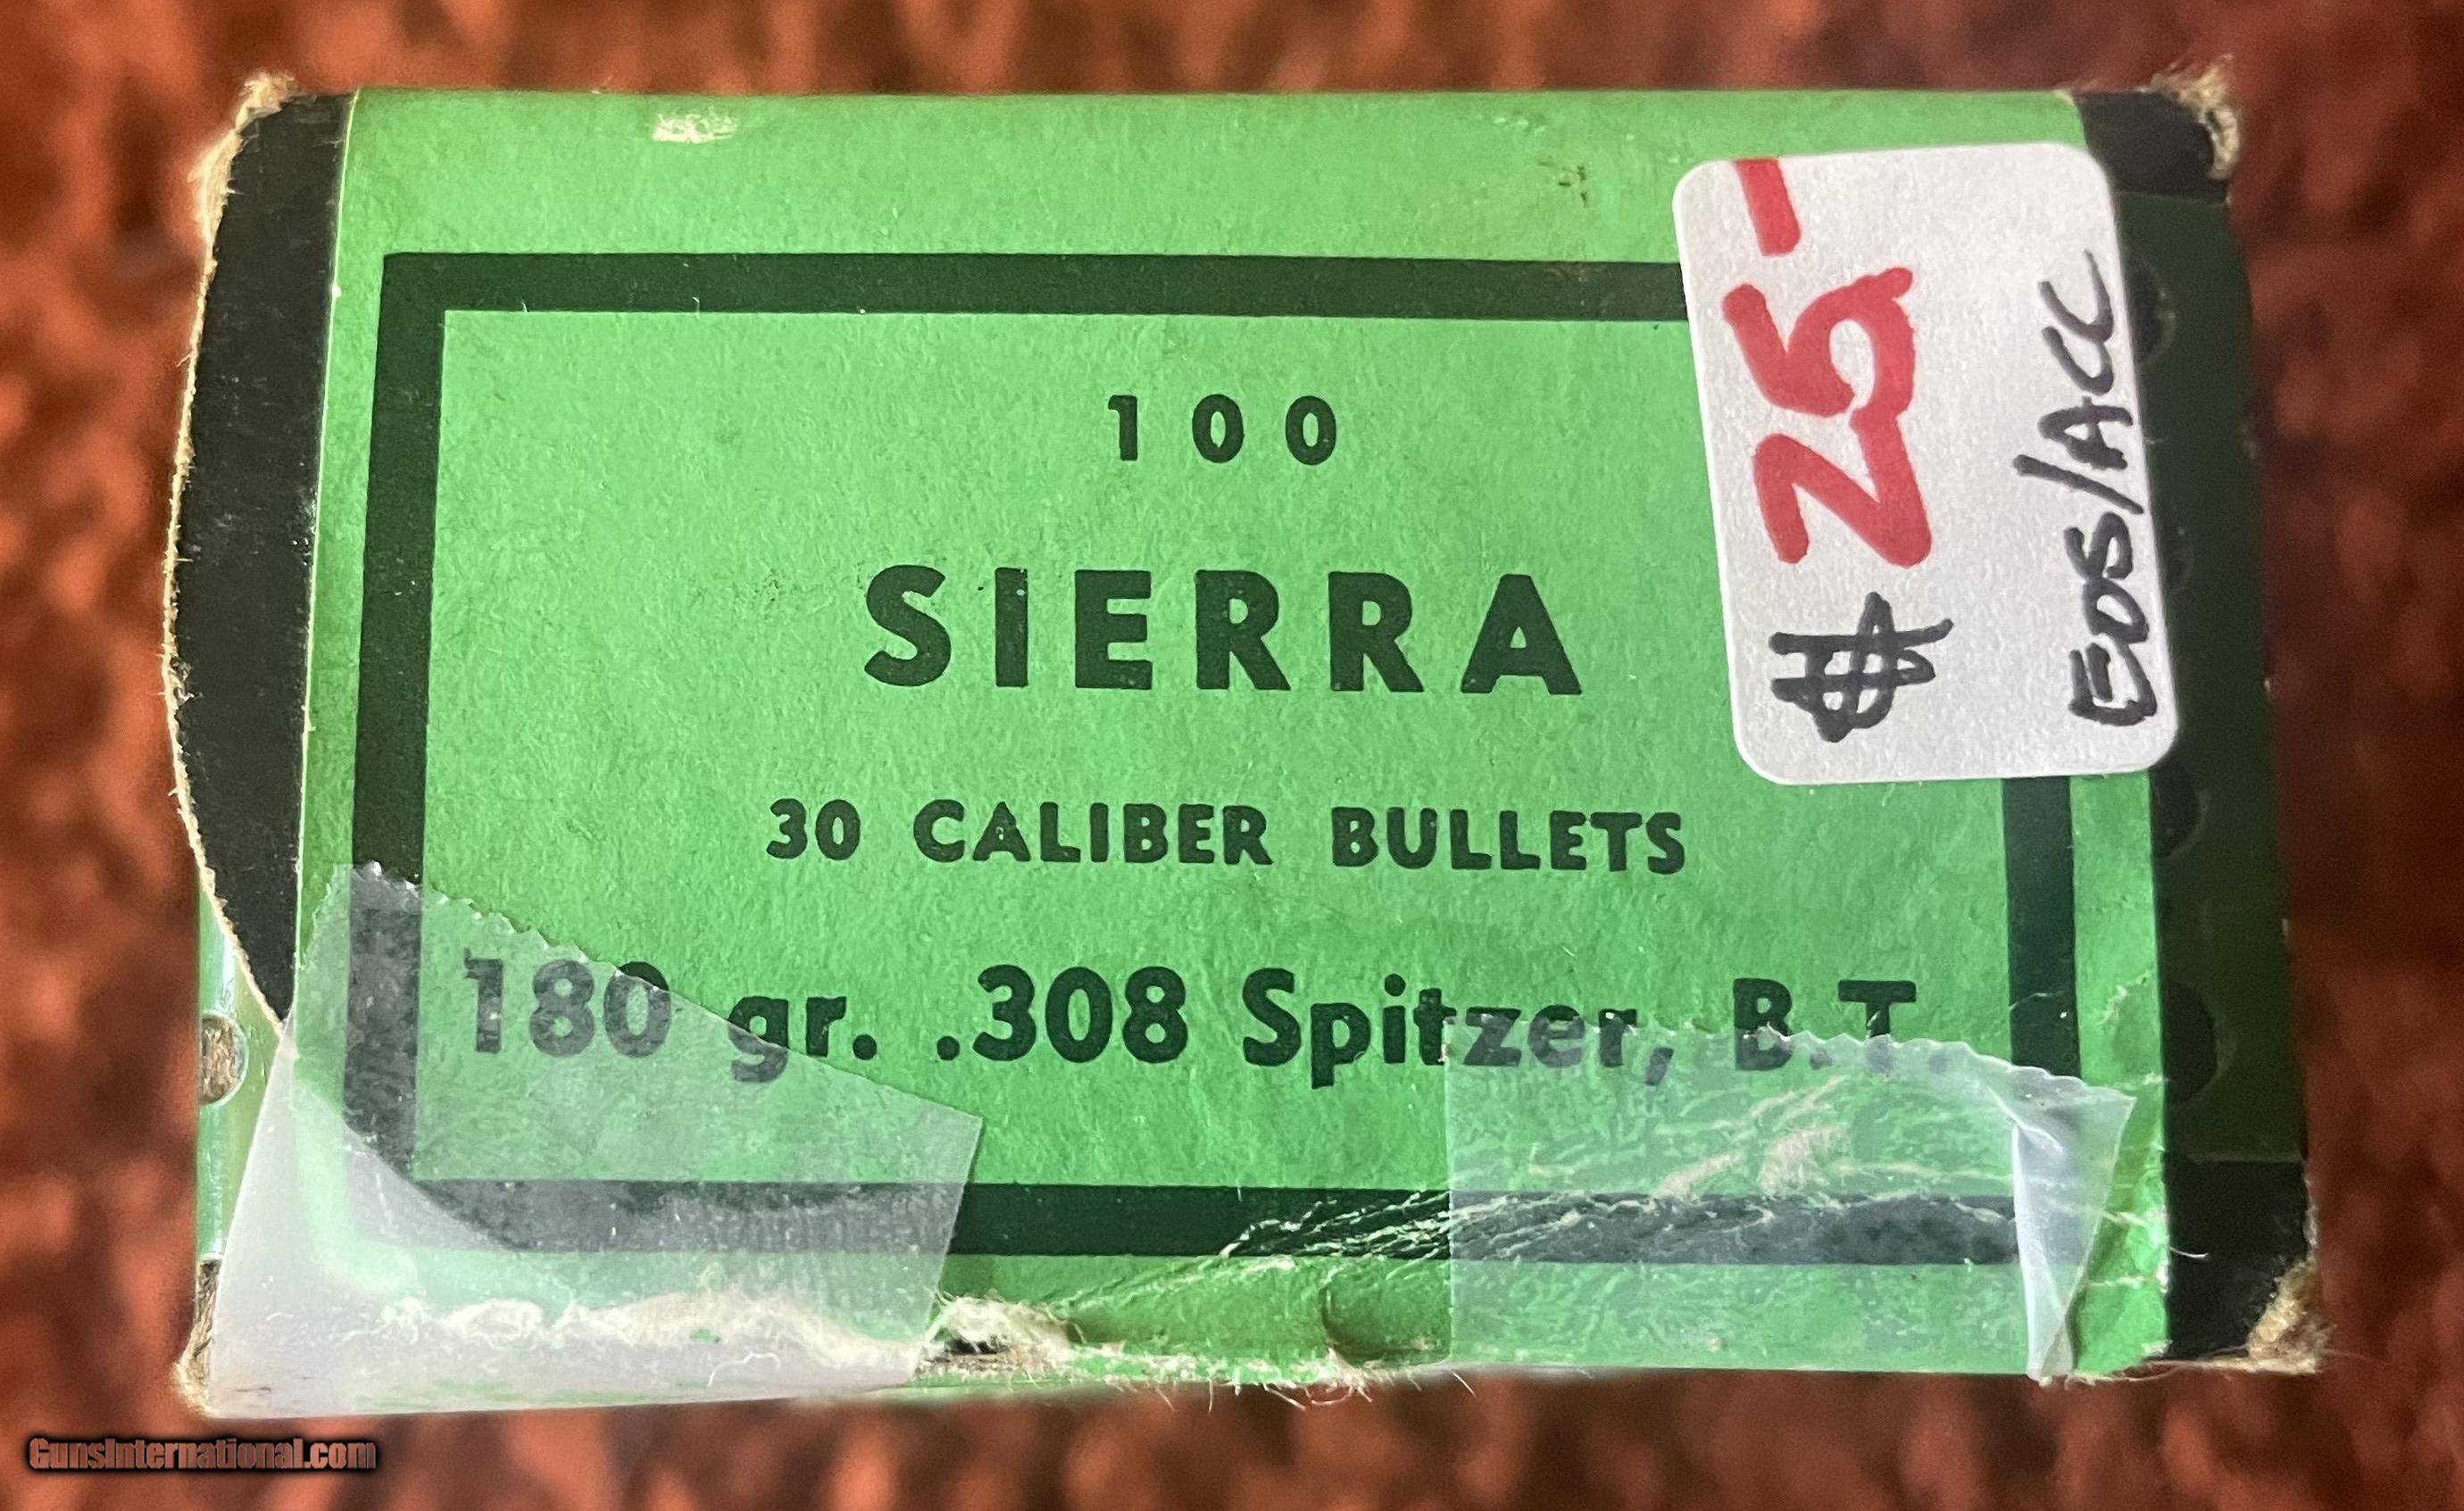 100
SIERRA
30 CALIBER BULLETS
180 gr. .308 Spitzer, B.T.
$25-
EOS/ACC
GunsInternational.com